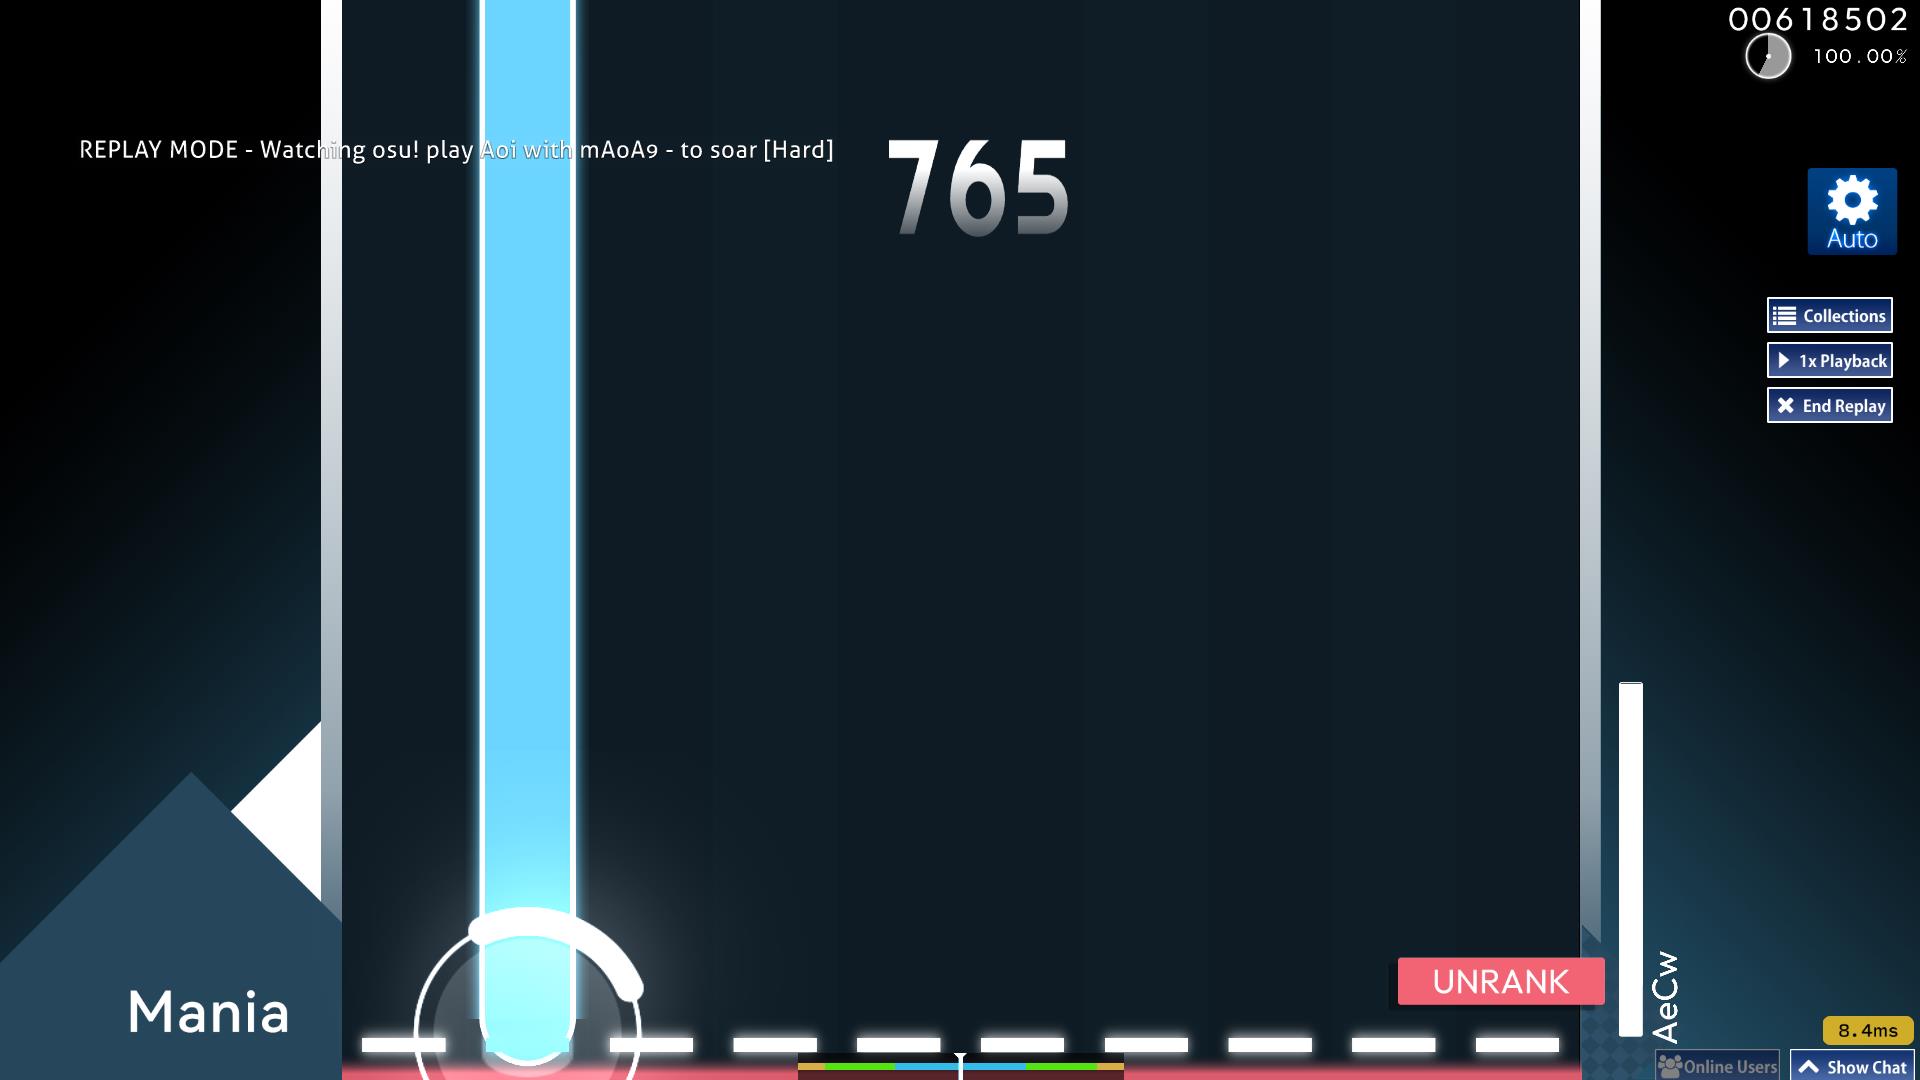 00618502
100.00%
REPLAY MODE - Watching osu! play Aoi with mAoA9 - to soar [Hard]
765
Auto
Collections
1x Playback
End Replay
UNRANK
Mania
AeCw
8.4ms
Online Users
Show Chat